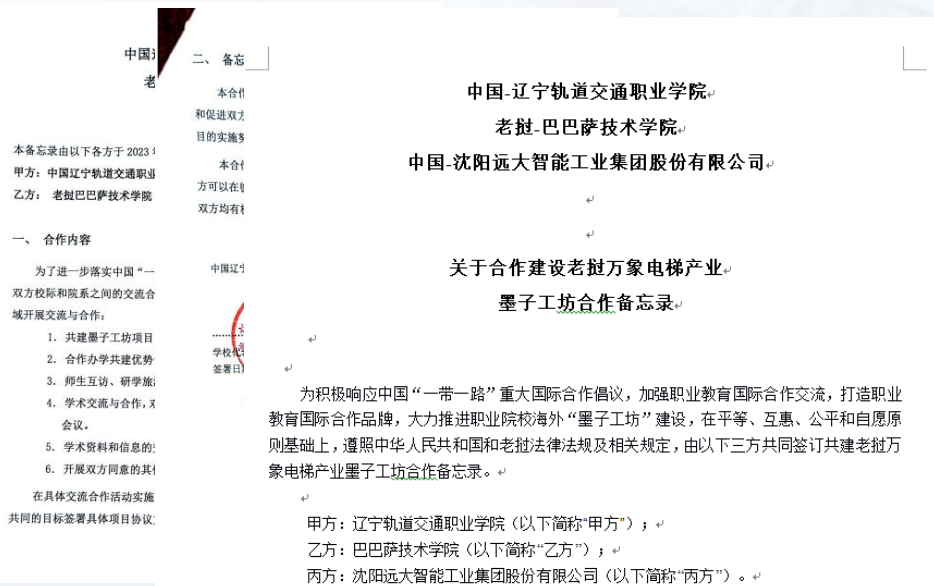 中国
老
本备忘录由以下各方于 2023
甲方：中国辽宁轨道交通职业
乙方： 老挝巴巴萨技术学院
一、 合作内容
为了进一步落实中国“一
双方校际和院系之间的交流合
域开展交流与合作：
1. 共建墨子工坊项目
2. 合作办学共建优势
3. 师生互访、研学旅
4. 学术交流与合作，
会议。
5. 学术资料和信息的
6. 开展双方同意的其
在具体交流合作活动实施
共同的目标签署具体项目协议
二、 备忘
本合作
和促进双方
目的实施
本合
方可以在
双方均有
中国辽宁
学校代
签署日
中国-辽宁轨道交通职业学院
老挝-巴巴萨技术学院
中国-沈阳远大智能工业集团股份有限公司
关于合作建设老挝万象电梯产业
墨子工坊合作备忘录
为积极响应中国“一带一路”重大国际合作倡议，加强职业教育国际合作交流，打造职业
教育国际合作品牌，大力推进职业院校海外“墨子工坊”建设，在平等、互惠、公平和自愿原
则基础上，遵照中华人民共和国和老挝法律法规及相关规定，由以下三方共同签订共建老挝万
象电梯产业墨子工坊合作备忘录。
甲方：辽宁轨道交通职业学院（以下简称“甲方”）；
乙方：巴巴萨技术学院（以下简称“乙方”）；
丙方：沈阳远大智能工业集团股份有限公司（以下简称“丙方”）。